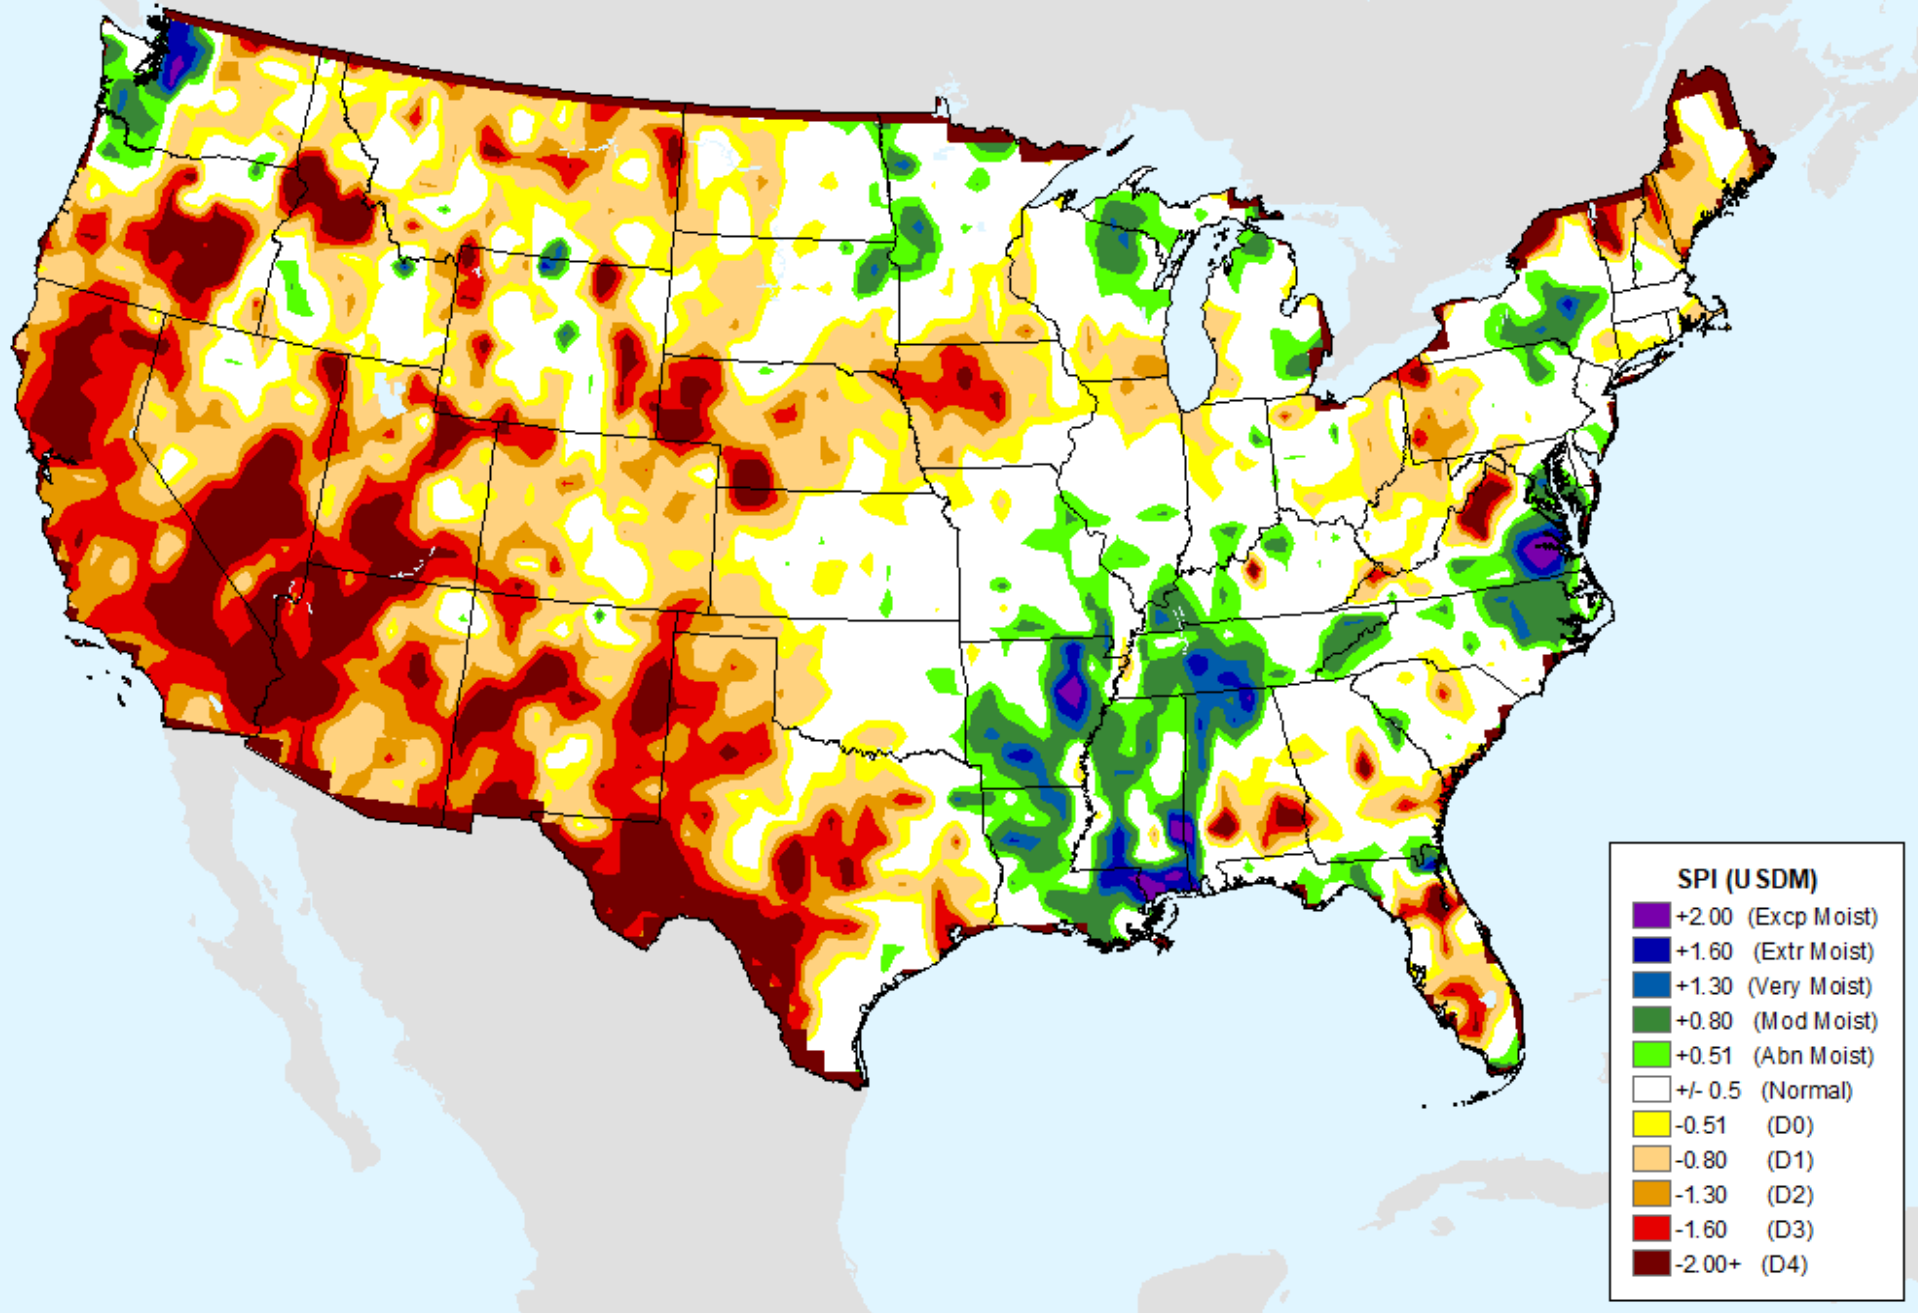 SPI (USDM)
+2.00 (Excp Moist)
+1.60 (Extr Moist)
+1.30 (Very Moist)
+0.80 (Mod Moist)
+0.51 (Abn Moist)
+/- 0.5 (Normal)
-0.51 (D0)
-0.80 (D1)
-1.30 (D2)
-1.60 (D3)
-2.00+ (D4)